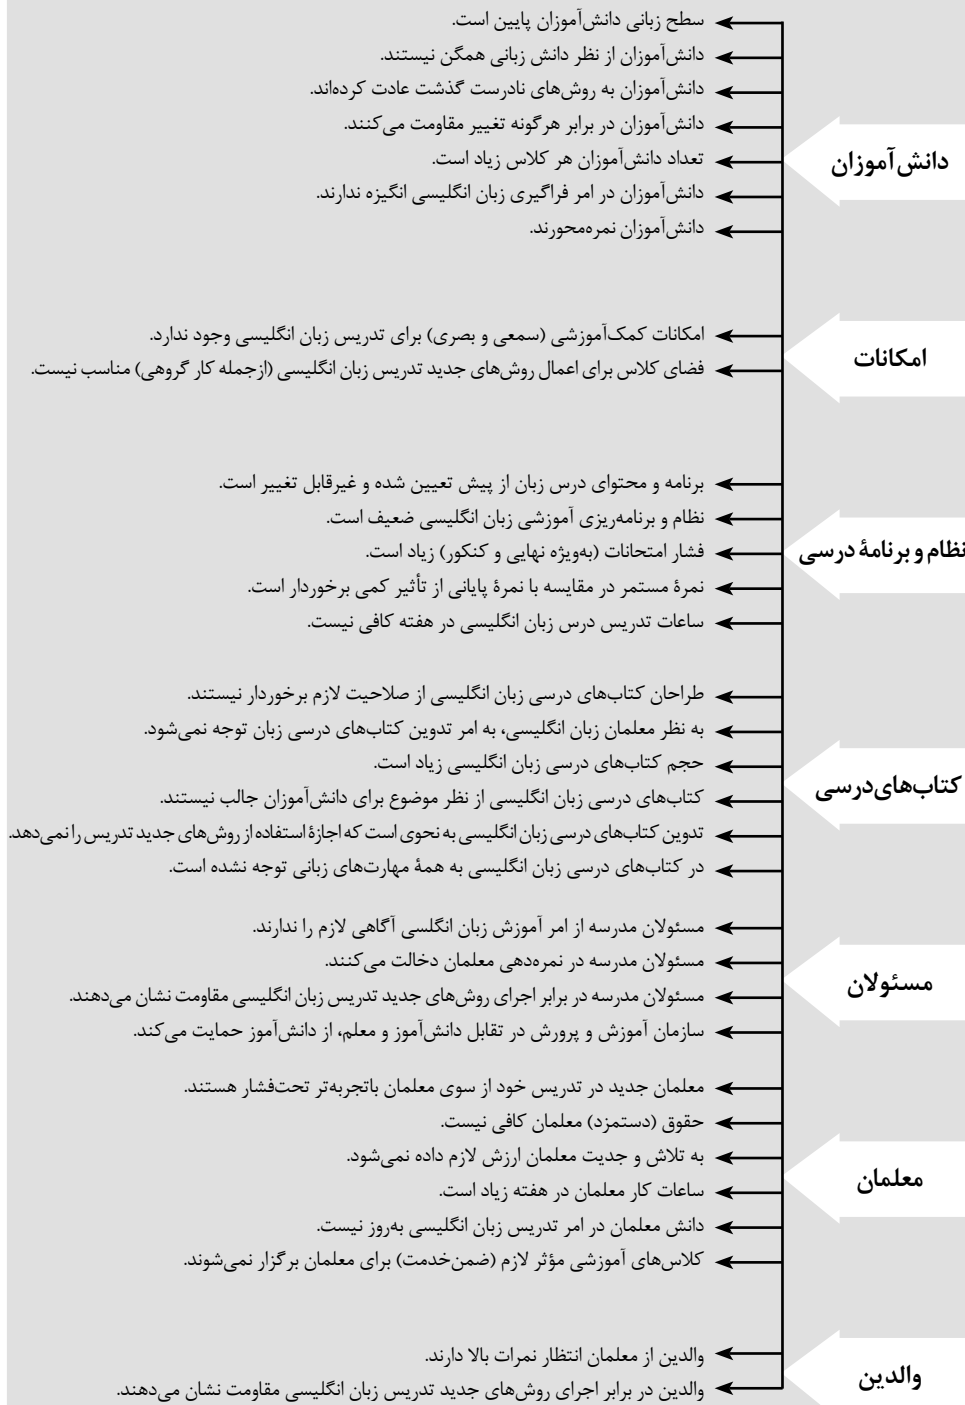 دانش‌آموزان
سطح زبانی دانش‌آموزان پایین است.
دانش‌آموزان از نظر دانش زبانی همگن نیستند.
دانش‌آموزان به روش‌های نادرست گذشت عادت کرده‌اند.
دانش‌آموزان در برابر هرگونه تغییر مقاومت می‌کنند.
تعداد دانش‌آموزان هر کلاس زیاد است.
دانش‌آموزان در امر فراگیری زبان انگلیسی انگیزه ندارند.
دانش‌آموزان نمره‌محورند.
امکانات
امکانات کمک‌آموزشی (سمعی و بصری) برای تدریس زبان انگلیسی وجود ندارد.
فضای کلاس برای اعمال روش‌های جدید تدریس زبان انگلیسی (ازجمله کار گروهی) مناسب نیست.
نظام و برنامهٔ درسی
برنامه و محتوای درس زبان از پیش تعیین شده و غیرقابل تغییر است.
نظام و برنامه‌ریزی آموزشی زبان انگلیسی ضعیف است.
فشار امتحانات (به‌ویژه نهایی و کنکور) زیاد است.
نمرهٔ مستمر در مقایسه با نمرهٔ پایانی از تأثیر کمی برخوردار است.
ساعات تدریس درس زبان انگلیسی در هفته کافی نیست.
کتاب‌های‌درسی
طراحان کتاب‌های درسی زبان انگلیسی از صلاحیت لازم برخوردار نیستند.
به نظر معلمان زبان انگلیسی، به امر تدوین کتاب‌های درسی زبان توجه نمی‌شود.
حجم کتاب‌های درسی زبان انگلیسی زیاد است.
کتاب‌های درسی زبان انگلیسی از نظر موضوع برای دانش‌آموزان جالب نیستند.
تدوین کتاب‌های درسی زبان انگلیسی به نحوی است که اجازهٔ استفاده از روش‌های جدید تدریس را نمی‌دهد.
در کتاب‌های درسی زبان انگلیسی به همهٔ مهارت‌های زبانی توجه نشده است.
مسئولان
مسئولان مدرسه از امر آموزش زبان انگلسی آگاهی لازم را ندارند.
مسئولان مدرسه در نمره‌دهی معلمان دخالت می‌کنند.
مسئولان مدرسه در برابر اجرای روش‌های جدید تدریس زبان انگلیسی مقاومت نشان می‌دهند.
سازمان آموزش و پرورش در تقابل دانش‌آموز و معلم، از دانش‌آموز حمایت می‌کند.
معلمان
معلمان جدید در تدریس خود از سوی معلمان باتجربه‌تر تحت‌فشار هستند.
حقوق (دستمزد) معلمان کافی نیست.
به تلاش و جدیت معلمان ارزش لازم داده نمی‌شود.
ساعات کار معلمان در هفته زیاد است.
دانش معلمان در امر تدریس زبان انگلیسی به‌روز نیست.
کلاس‌های آموزشی مؤثر لازم (ضمن‌خدمت) برای معلمان برگزار نمی‌شوند.
والدین
والدین از معلمان انتظار نمرات بالا دارند.
والدین در برابر اجرای روش‌های جدید تدریس زبان انگلیسی مقاومت نشان می‌دهند.